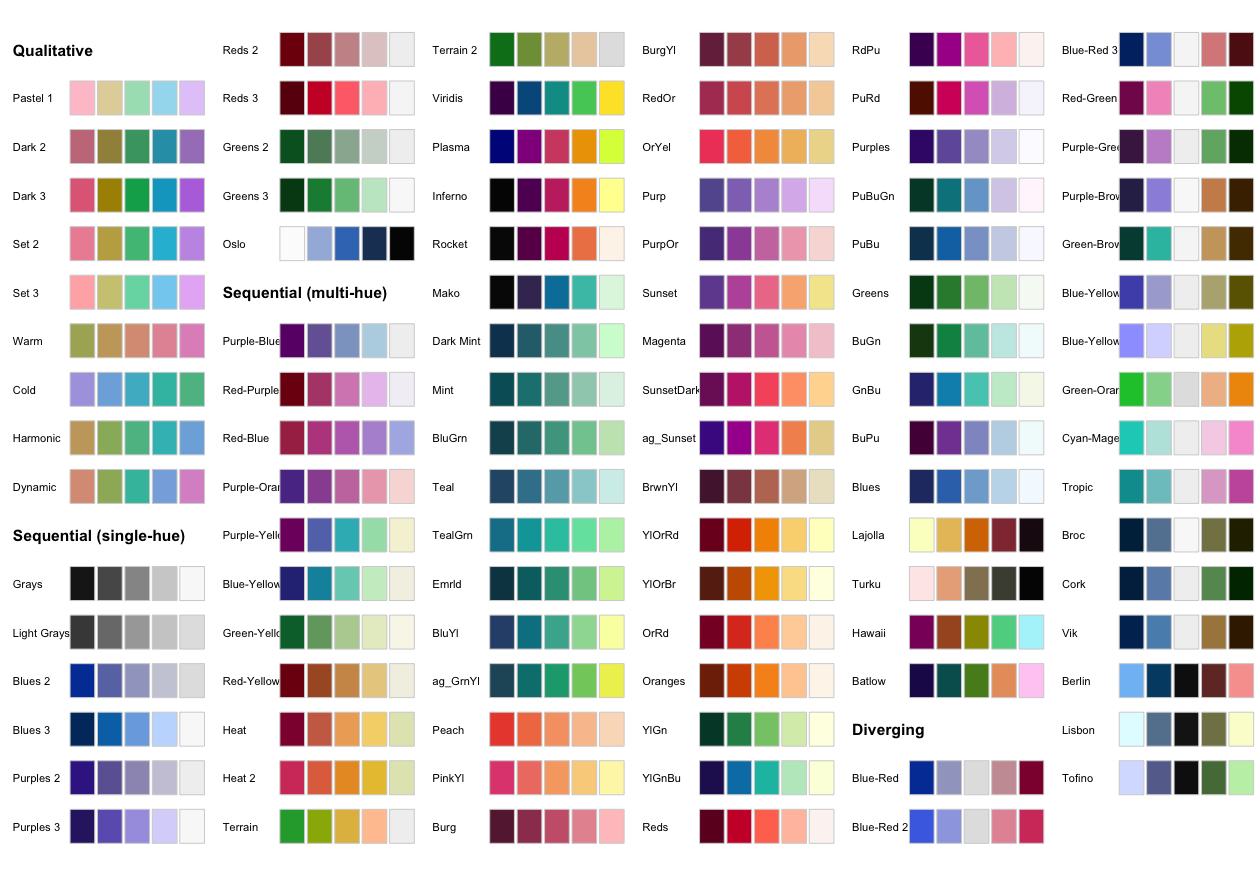 Qualitative
Pastel 1
Dark 2
Dark 3
Set 2
Set 3
Warm
Cold
Harmonic
Dynamic
Sequential (single-hue)
Grays
Light Grays
Blues 2
Blues 3
Purples 2
Purples 3
Reds 2
Reds 3
Greens 2
Greens 3
Oslo
Sequential (multi-hue)
Purple-Blue
Red-Purple
Red-Blue
Purple-Oran
Purple-Yello
Blue-Yellow
Green-Yello
Red-Yellow
Heat
Heat 2
Terrain
Terrain 2
Viridis
Plasma
Inferno
Rocket
Mako
Dark Mint
Mint
BluGrn
Teal
TealGrn
Emrld
BluYl
ag_GrnYl
Peach
PinkYl
Burg
BurgYl
RedOr
OrYel
Purp
PurpOr
Sunset
Magenta
SunsetDark
ag_Sunset
BrwnYl
YlOrRd
YlOrBr
OrRd
Oranges
YlGn
YlGnBu
Reds
RdPu
PuRd
Purples
PuBuGn
PuBu
Greens
BuGn
GnBu
BuPu
Blues
Lajolla
Turku
Hawaii
Batlow
Diverging
Blue-Red
Blue-Red 2
Blue-Red 3
Red-Green
Purple-Gree
Purple-Brow
Green-Brow
Blue-Yellow
Blue-Yellow
Green-Oran
Cyan-Mage
Tropic
Broc
Cork
Vik
Berlin
Lisbon
Tofino